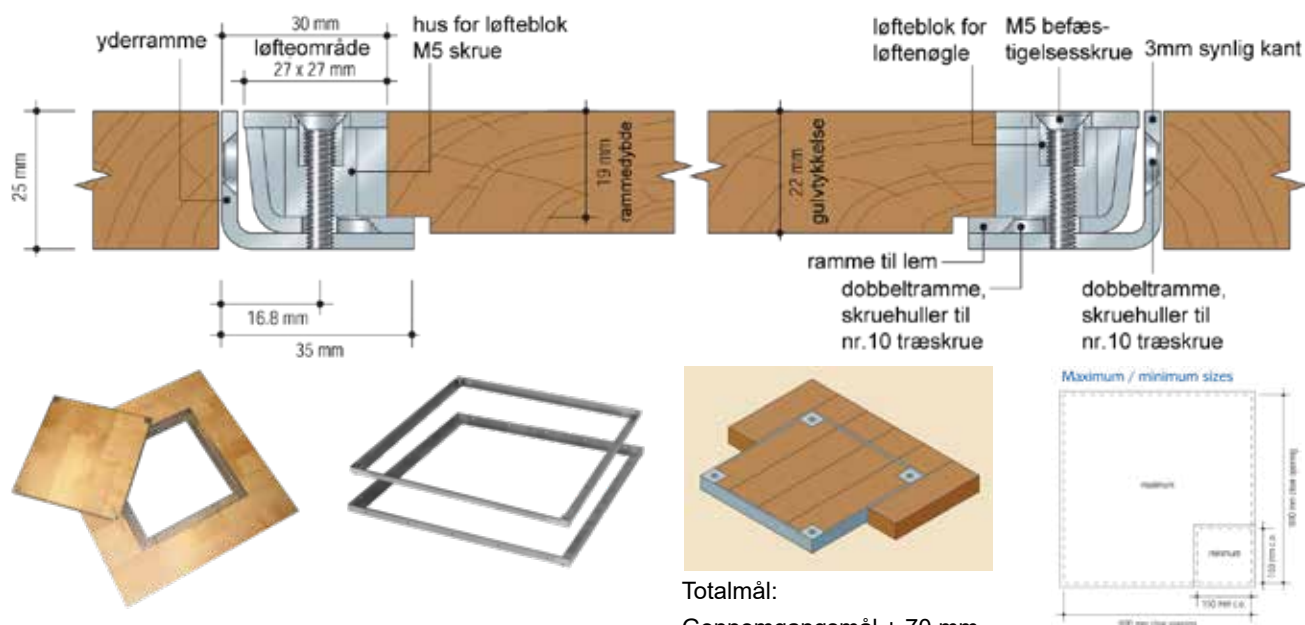 30 mm
yderramme
løfteområde
27 x 27 mm
hus for løfteblok
M5 skrue
løfteblok for
løftenøgle
M5 befæs-
tigelsesskrue
3mm synlig kant
25 mm
19 mm
rammedybde
22 mm
gulvtykkelse
16.8 mm
35 mm
ramme til lem
dobbeltramme,
skruehuller til
nr.10 træskrue
dobbeltramme,
skruehuller til
nr.10 træskrue
Maximum / minimum sizes
maximum
minimum
150 mm c.o.
Totalmål:
Gennemgangsmål + 70 mm